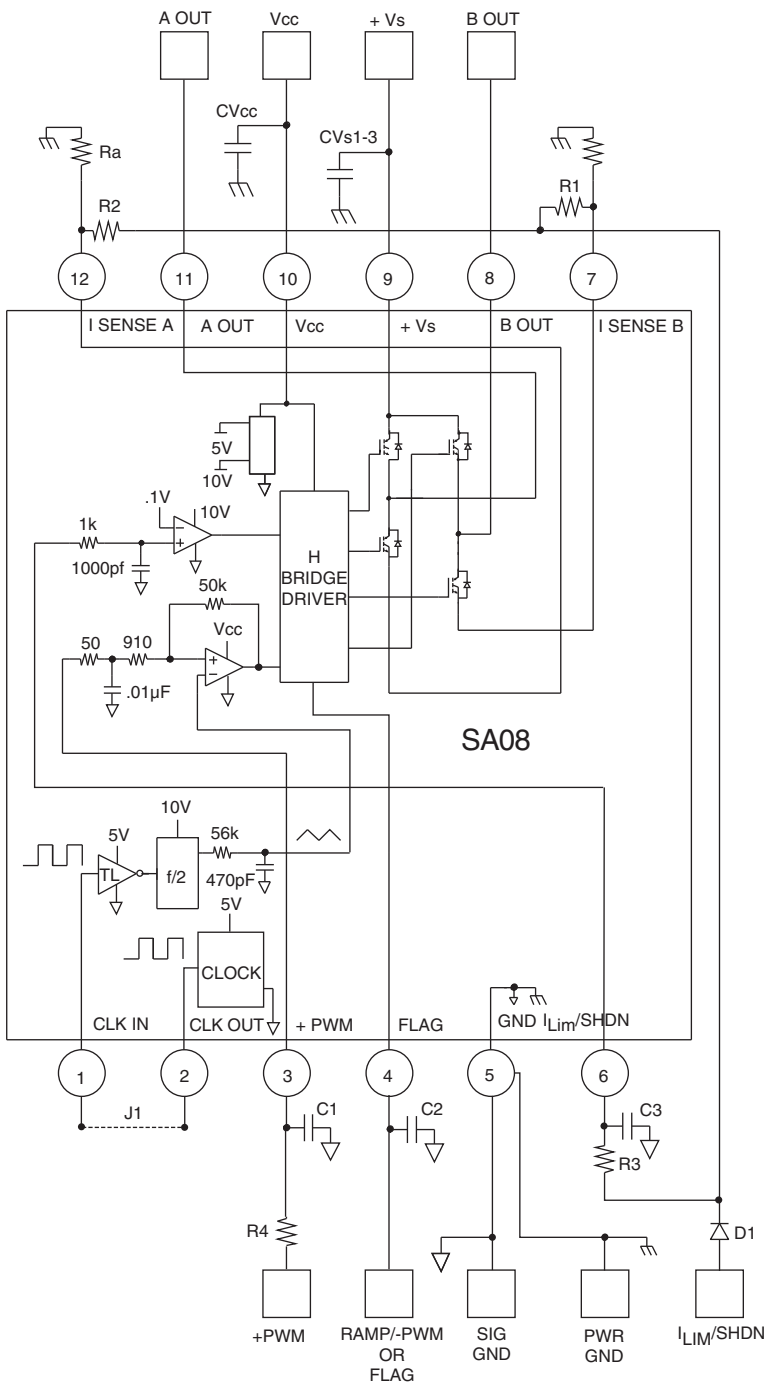 A OUT
Vcc
+ Vs
B OUT
CVcc
CVs1-3
Ra
R1
R2
12
11
10
9
8
7
I SENSE A
A OUT
Vcc
+ Vs
B OUT
I SENSE B
5V
10V
.1V
10V
1k
1000pf
H
BRIDGE
DRIVER
50k
50
910
Vcc
.01µF
SA08
10V
5V
56k
TL
f/2
470pF
5V
CLOCK
CLK IN
CLK OUT
+ PWM
FLAG
GND
ILim/SHDN
1
2
3
4
5
6
J1
C1
C2
C3
R3
R4
D1
+PWM
RAMP/-PWM
OR
FLAG
SIG
GND
PWR
GND
ILIM/SHDN